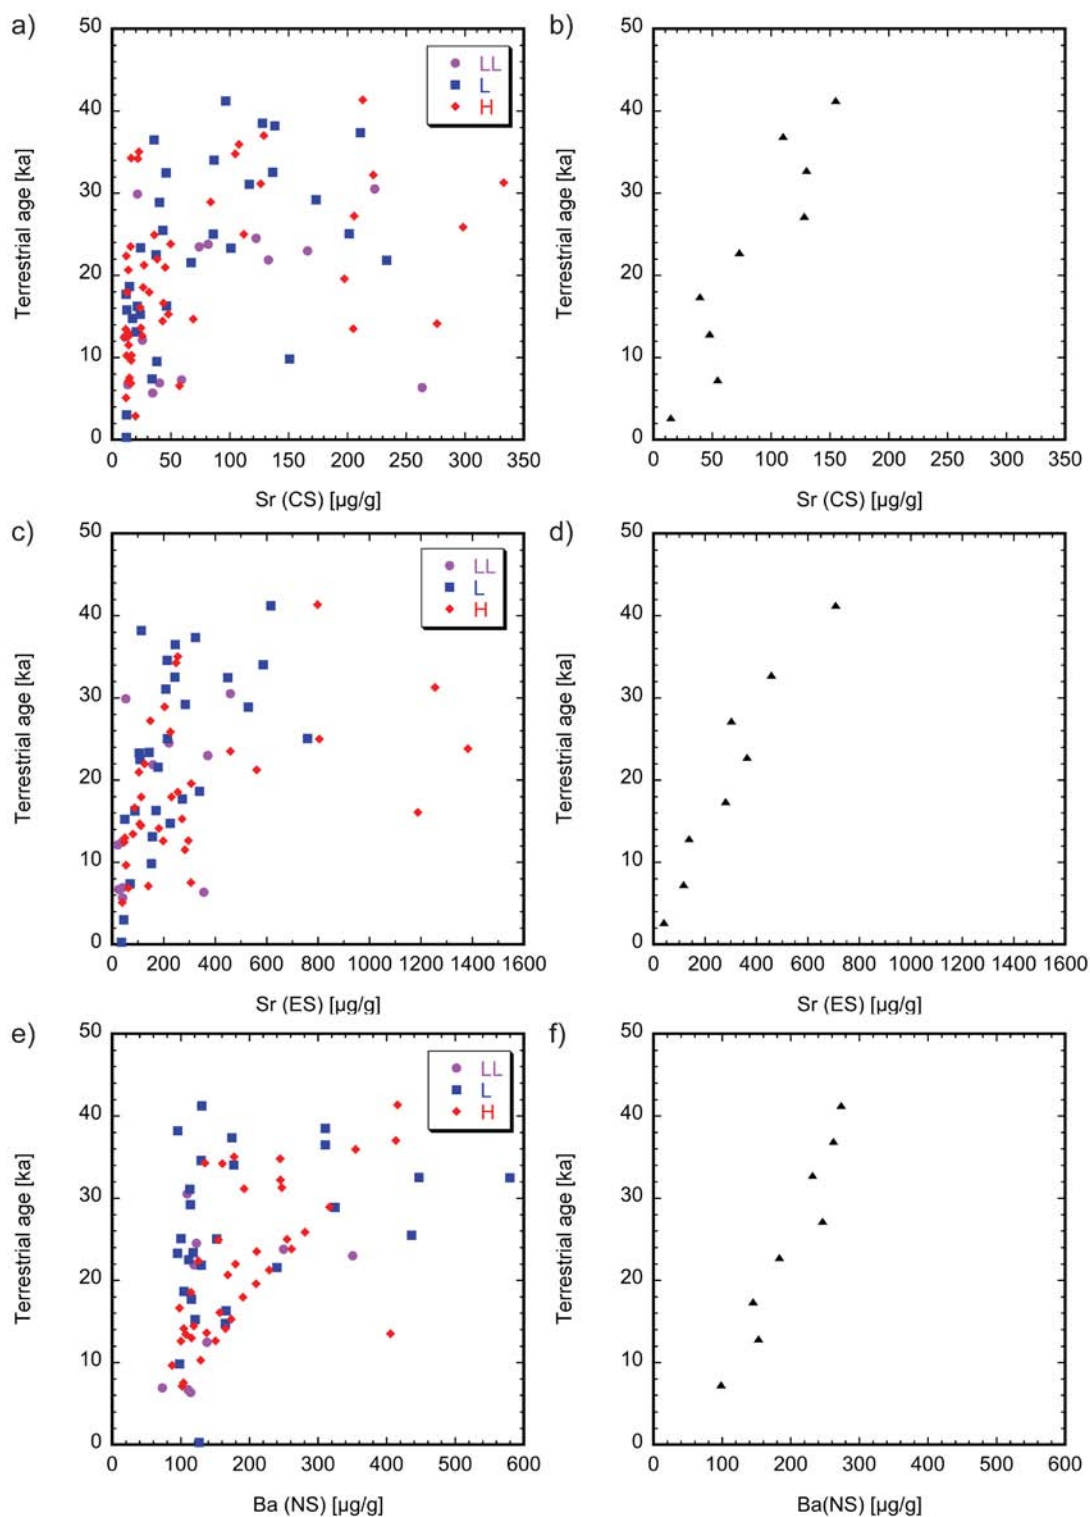 a)
50
40
30
20
10
0
Terrestrial age [ka]
LL
L
H
0 50 100 150 200 250 300 350
Sr (CS) [µg/g]
b)
50
40
30
20
10
0
Terrestrial age [ka]
0 50 100 150 200 250 300 350
Sr (CS) [µg/g]
c)
50
40
30
20
10
0
Terrestrial age [ka]
LL
L
H
0 200 400 600 800 1000 1200 1400 1600
Sr (ES) [µg/g]
d)
50
40
30
20
10
0
Terrestrial age [ka]
0 200 400 600 800 1000 1200 1400 1600
Sr (ES) [µg/g]
e)
50
40
30
20
10
0
Terrestrial age [ka]
LL
L
H
0 100 200 300 400 500 600
Ba (NS) [µg/g]
f)
50
40
30
20
10
0
Terrestrial age [ka]
0 100 200 300 400 500 600
Ba(NS) [µg/g]